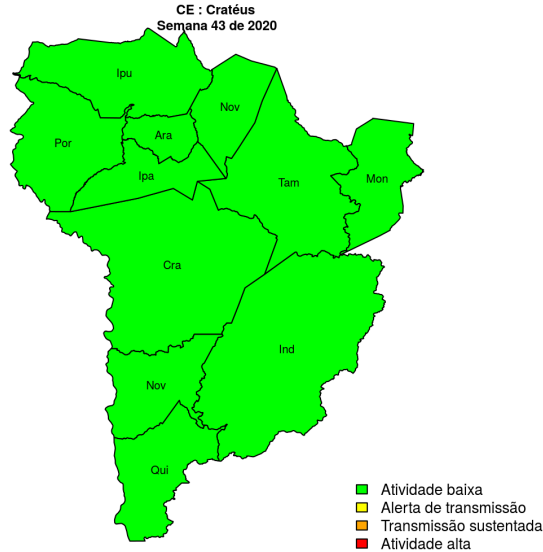 CE : Cratéus
Semana 43 de 2020
Ipu
Nov
Ara
Por
Ipa
Tam
Mon
Cra
Ind
Nov
Qui
Atividade baixa
Alerta de transmissão
Transmissão sustentada
Atividade alta